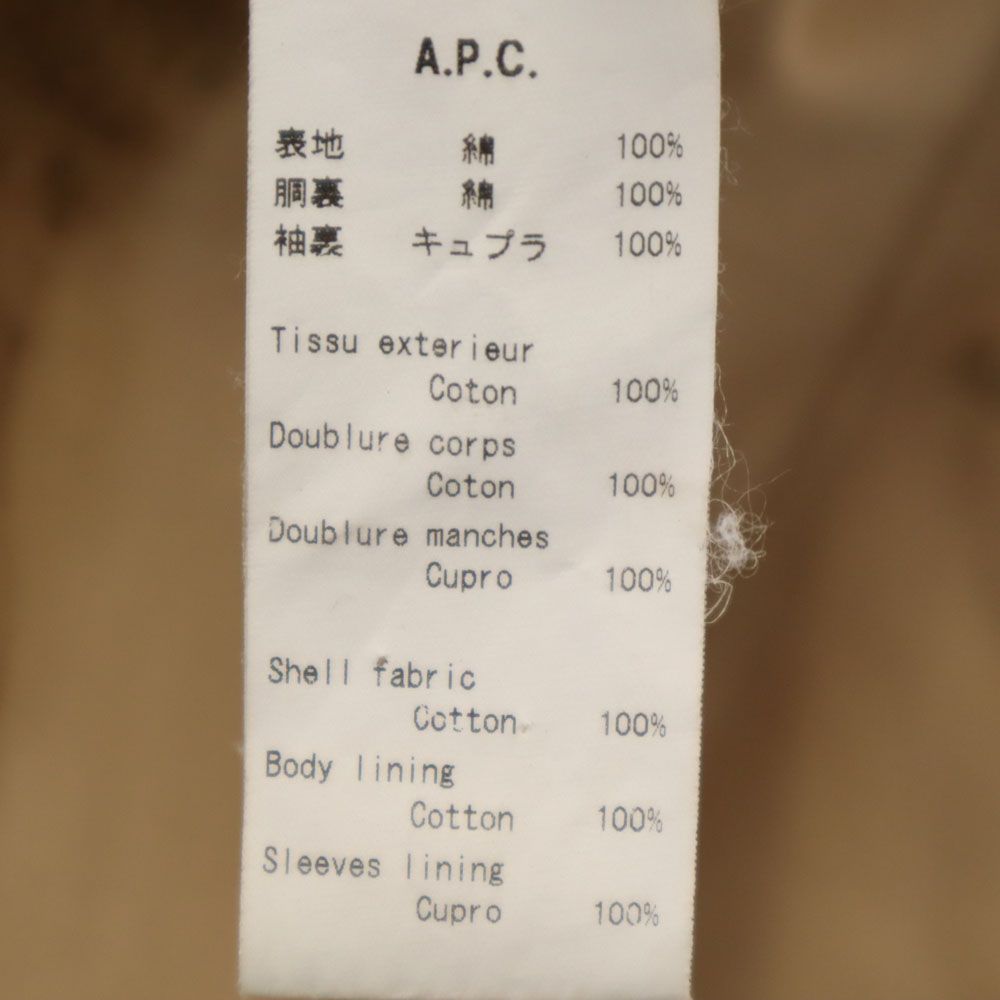 A.P.C.
表地 綿 100%
胴裏 綿 100%
袖裏 キュプラ 100%
Tissu exterieur
Coton 100%
Doublure corps
Coton 100%
Doublure manches
Cupro 100%
Shell fabric
Cotton 100%
Body lining
Cotton 100%
Sleeves lining
Cupro 100%